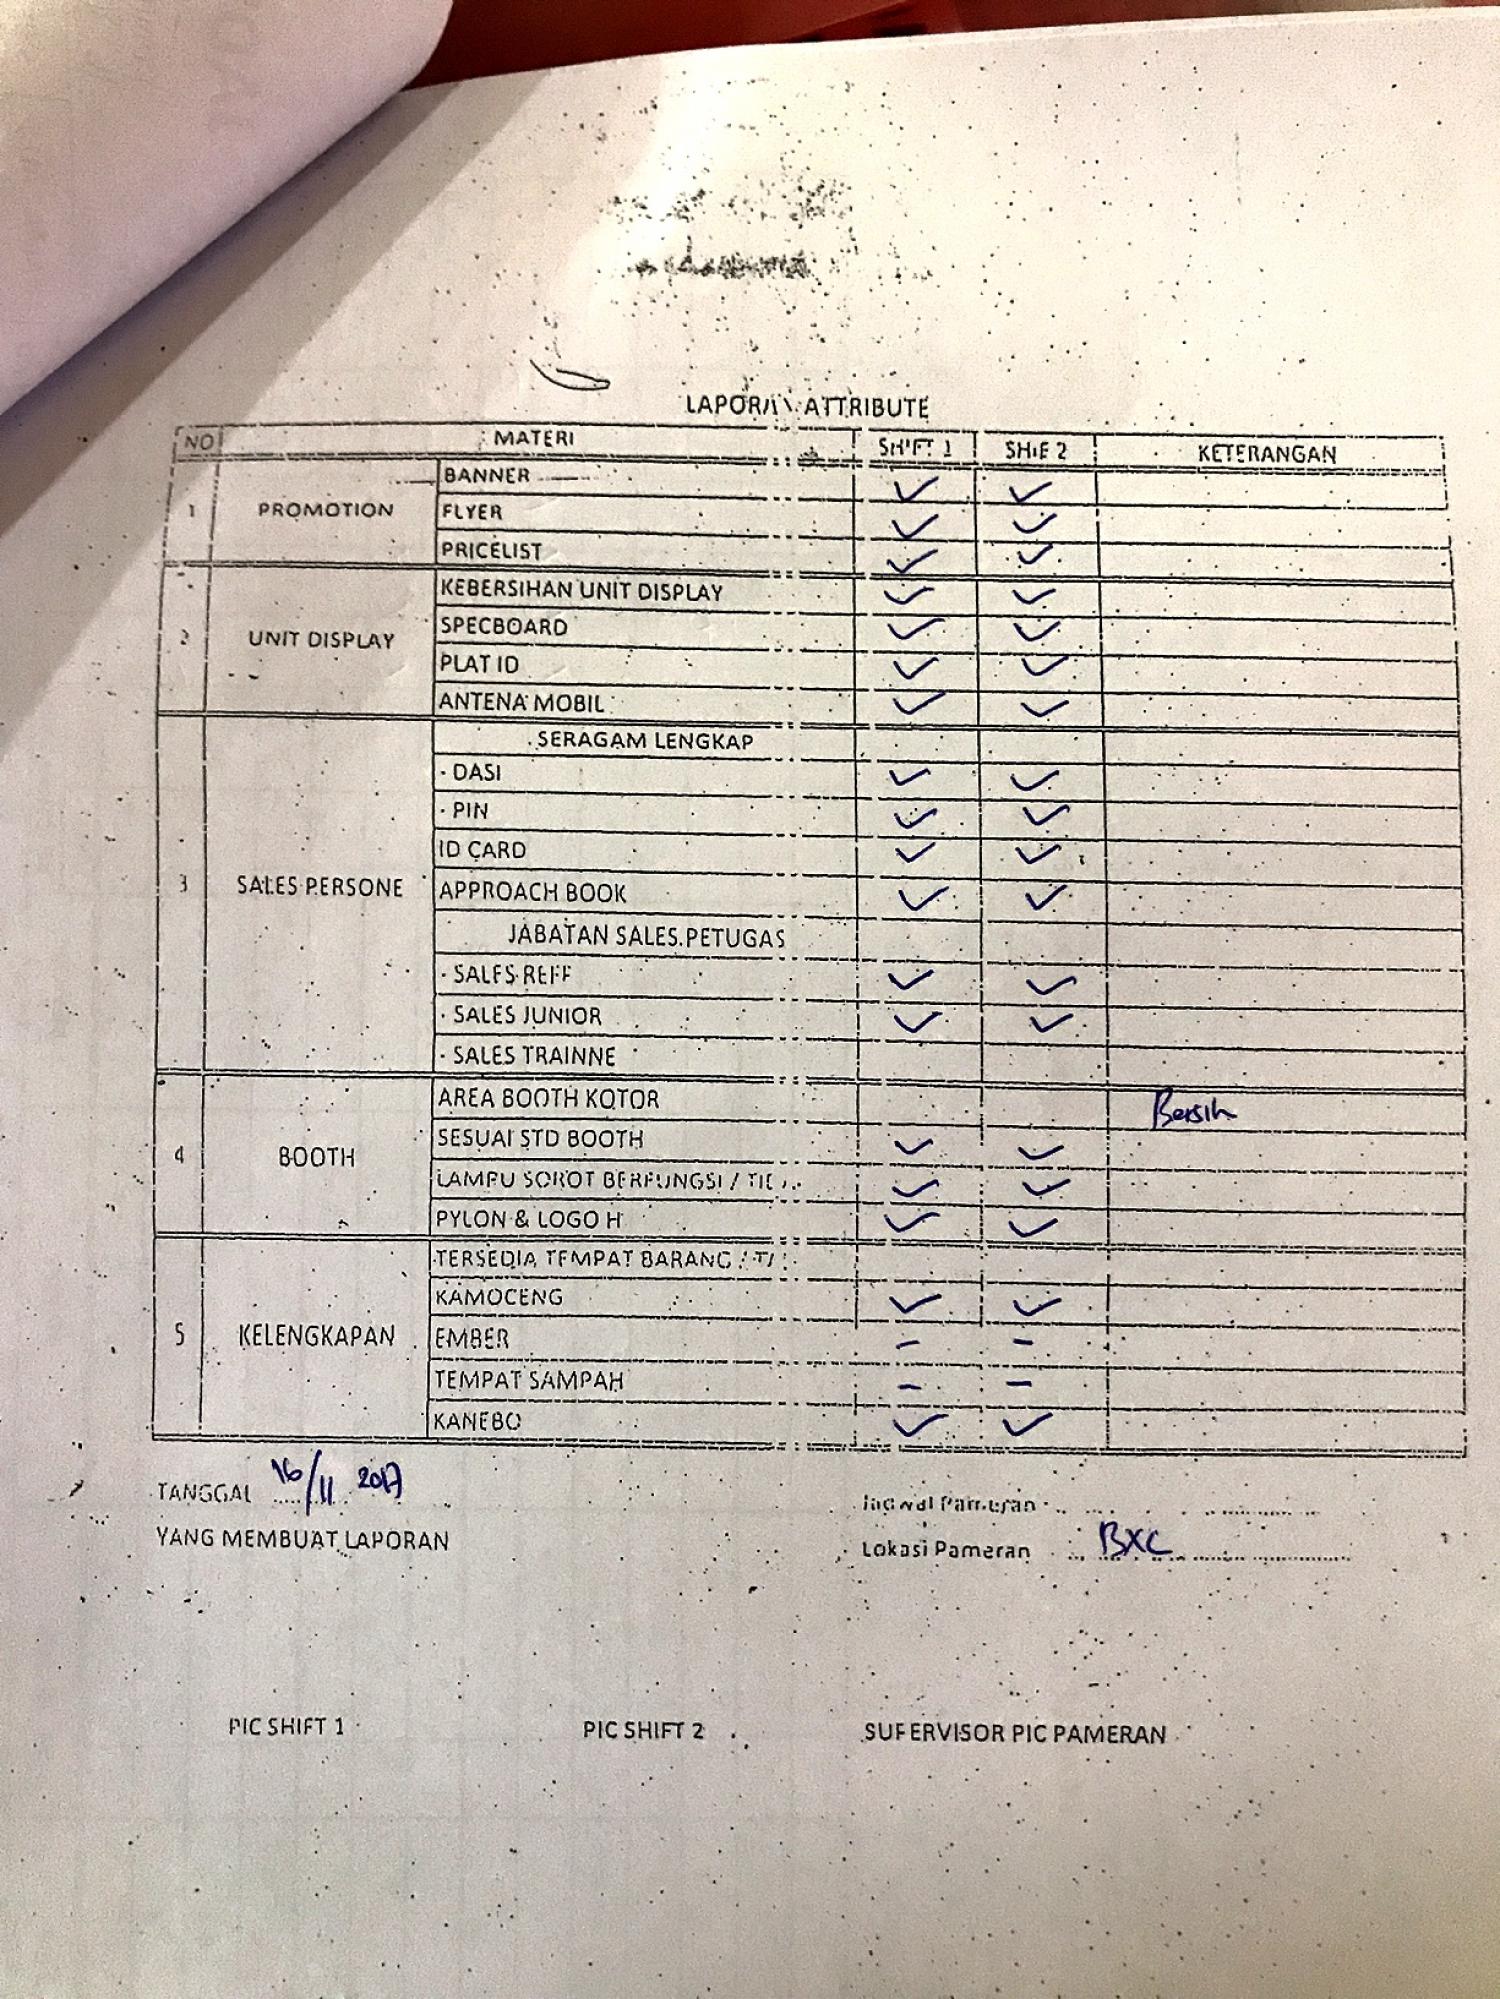 LAPORAN ATTRIBUTE
NO MATERI SHIFT 1 SHIF 2 KETERANGAN
1 PROMOTION BANNER ✓ ✓
FLYER ✓ ✓
PRICELIST ✓ ✓
2 UNIT DISPLAY KEBERSIHAN UNIT DISPLAY ✓ ✓
SPECBOARD ✓ ✓
PLAT ID ✓ ✓
ANTENA MOBIL ✓ ✓
3 SALES PERSONE SERAGAM LENGKAP
- DASI ✓ ✓
- PIN ✓ ✓
ID CARD ✓ ✓
APPROACH BOOK ✓ ✓
JABATAN SALES PETUGAS
- SALES REFF ✓ ✓
- SALES JUNIOR ✓ ✓
- SALES TRAINNE
4 BOOTH AREA BOOTH KOTOR Bersih
SESUAI STD BOOTH ✓ ✓
LAMPU SOROT BERFUNGSI / ✓ ✓
PYLON & LOGO H ✓ ✓
5 KELENGKAPAN TERSEDIA TEMPAT BARANG /
KAMOCENG ✓ ✓
EMBER - -
TEMPAT SAMPAH - -
KANEBO ✓ ✓
TANGGAL 16/11 2017
Jadwal Pameran
YANG MEMBUAT LAPORAN
Lokasi Pameran BXC
PIC SHIFT 1 PIC SHIFT 2 SUPERVISOR PIC PAMERAN